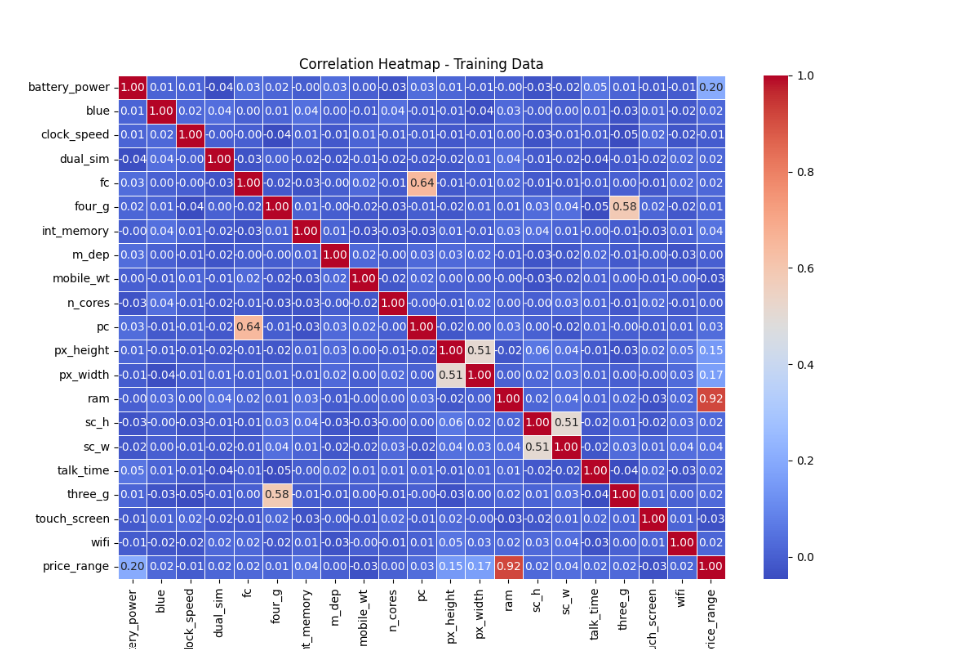 Correlation Heatmap - Training Data
battery_power 1.00 0.01 0.01 -0.04 0.03 0.02 -0.00 0.03 0.00 -0.03 0.03 0.01 -0.01 -0.00 -0.03 -0.02 0.05 0.01 -0.01 -0.01 0.20
blue 0.01 1.00 0.02 0.04 0.00 0.01 0.04 0.00 -0.01 0.04 -0.01 -0.01 -0.04 0.03 -0.00 0.00 0.01 -0.03 0.01 -0.02 0.02
clock_speed 0.01 0.02 1.00 -0.00 -0.00 -0.04 0.01 -0.01 0.01 -0.01 -0.01 -0.01 -0.01 0.00 -0.03 -0.01 -0.01 -0.05 0.02 -0.02 -0.01
dual_sim -0.04 0.04 -0.00 1.00 -0.03 0.00 -0.02 -0.02 -0.01 -0.02 -0.02 -0.02 0.01 0.04 -0.01 -0.02 -0.04 -0.01 -0.02 0.02 0.02
fc 0.03 0.00 -0.00 -0.03 1.00 -0.02 -0.03 -0.00 0.02 -0.01 0.64 -0.01 -0.01 0.02 -0.01 -0.01 -0.01 0.00 -0.01 0.02 0.02
four_g 0.02 0.01 -0.04 0.00 -0.02 1.00 0.01 -0.00 -0.02 -0.03 -0.01 -0.02 0.01 0.01 0.03 0.04 -0.05 0.58 0.02 -0.02 0.01
int_memory -0.00 0.04 0.01 -0.02 -0.03 0.01 1.00 0.01 -0.03 -0.03 -0.03 0.01 -0.01 0.03 0.04 0.01 -0.00 -0.01 -0.03 0.01 0.04
m_dep 0.03 0.00 -0.01 -0.02 -0.00 -0.00 0.01 1.00 0.02 -0.00 0.03 0.03 0.02 -0.01 -0.03 -0.02 0.02 -0.01 -0.00 -0.03 0.00
mobile_wt 0.00 -0.01 0.01 -0.01 0.02 -0.02 -0.03 0.02 1.00 -0.02 0.02 0.00 0.00 -0.00 -0.03 -0.02 0.01 0.00 -0.01 -0.00 -0.03
n_cores -0.03 0.04 -0.01 -0.02 -0.01 -0.03 -0.03 -0.00 -0.02 1.00 -0.00 -0.01 0.02 0.00 -0.00 0.03 0.01 -0.01 0.02 -0.01 0.00
pc 0.03 -0.01 -0.01 -0.02 0.64 -0.01 -0.03 0.03 0.02 -0.00 1.00 -0.02 0.00 0.03 0.00 -0.02 0.01 -0.00 -0.01 0.01 0.03
px_height 0.01 -0.01 -0.01 -0.02 -0.01 -0.02 0.01 0.03 0.00 -0.01 -0.02 1.00 0.51 -0.02 0.06 0.04 -0.01 -0.03 0.02 0.05 0.15
px_width -0.01 -0.04 -0.01 0.01 -0.01 0.01 -0.01 0.02 0.00 0.02 0.00 0.51 1.00 0.00 0.02 0.03 0.01 0.00 -0.00 0.03 0.17
ram -0.00 0.03 0.00 0.04 0.02 0.01 0.03 -0.01 -0.00 0.00 0.03 -0.02 0.00 1.00 0.02 0.04 0.01 0.02 -0.03 0.02 0.92
sc_h -0.03 -0.00 -0.03 -0.01 -0.01 0.03 0.04 -0.03 -0.03 -0.00 0.00 0.06 0.02 0.02 1.00 0.51 -0.02 0.01 -0.02 0.03 0.02
sc_w -0.02 0.00 -0.01 -0.02 -0.01 0.04 0.01 -0.02 -0.02 0.03 -0.02 0.04 0.03 0.04 0.51 1.00 -0.02 0.03 0.01 0.04 0.04
talk_time 0.05 0.01 -0.01 -0.04 -0.01 -0.05 -0.00 0.02 0.01 0.01 0.01 -0.01 0.01 0.01 -0.02 -0.02 1.00 -0.04 0.02 -0.03 0.02
three_g 0.01 -0.03 -0.05 -0.01 0.00 0.58 -0.01 -0.01 0.00 -0.01 -0.00 -0.03 0.00 0.02 0.01 0.03 -0.04 1.00 0.01 0.00 0.02
touch_screen -0.01 0.01 0.02 -0.02 -0.01 0.02 -0.03 -0.00 -0.01 0.02 -0.01 0.02 -0.00 -0.03 -0.02 0.01 0.02 0.01 1.00 0.01 -0.03
wifi -0.01 -0.02 -0.02 0.02 0.02 -0.02 0.01 -0.03 -0.00 -0.01 0.01 0.05 0.03 0.02 0.03 0.04 -0.03 0.00 0.01 1.00 0.02
price_range 0.20 0.02 -0.01 0.02 0.02 0.01 0.04 0.00 -0.03 0.00 0.03 0.15 0.17 0.92 0.02 0.04 0.02 0.02 -0.03 0.02 1.00
tery_power blue lock_speed dual_sim fc four_g nt_memory m_dep mobile_wt n_cores pc px_height px_width ram sc_h sc_w talk_time three_g uch_screen wifi rice_range
1.0
0.8
0.6
0.4
0.2
0.0